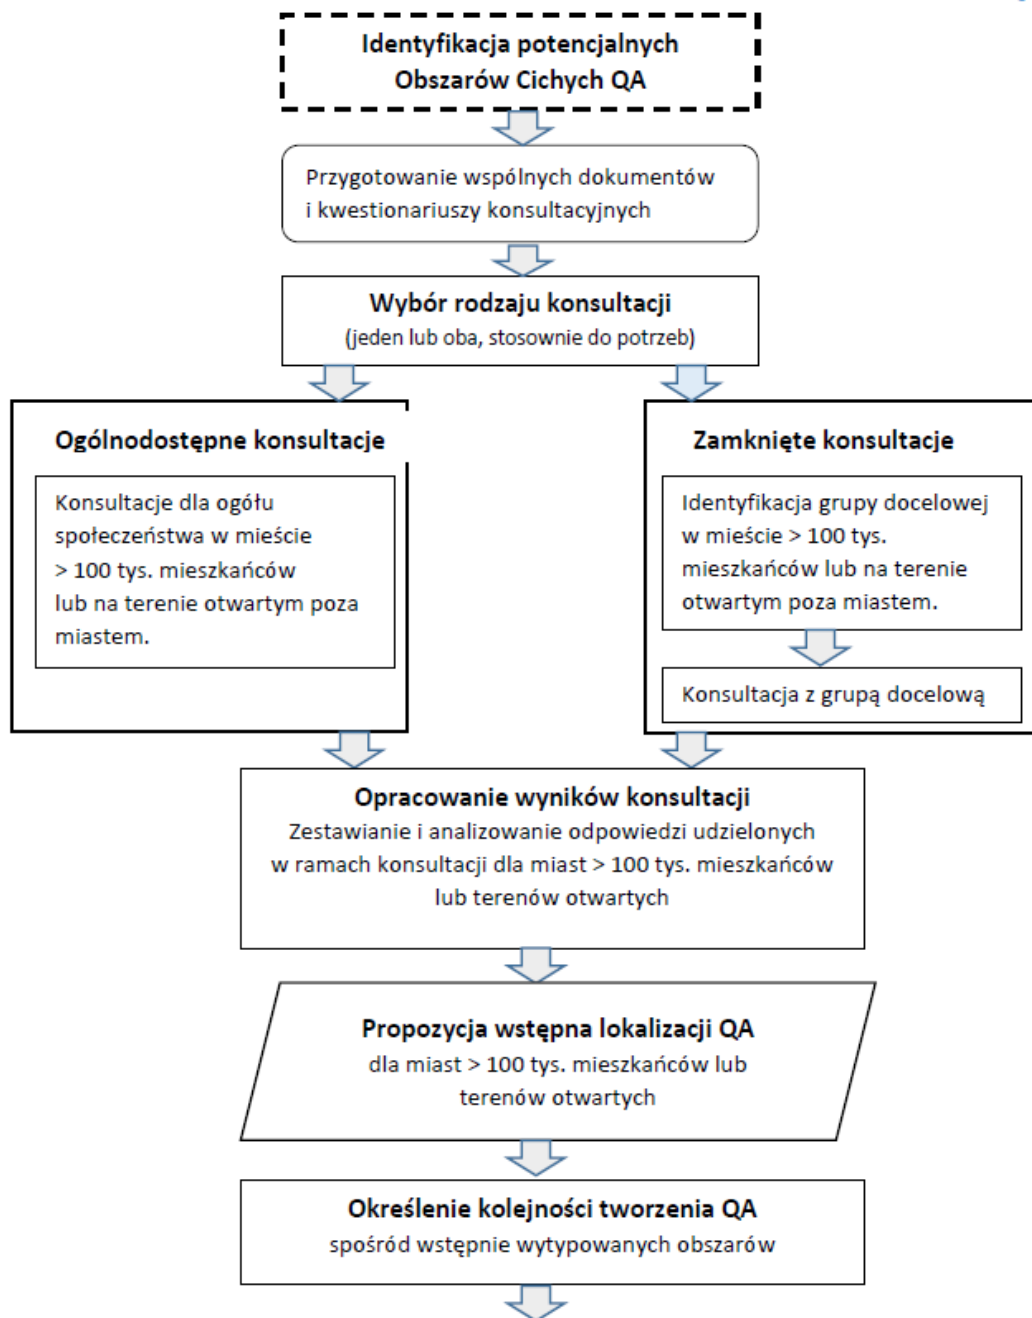 Identyfikacja potencjalnych
Obszarów Cichych QA
Przygotowanie wspólnych dokumentów
i kwestionariuszy konsultacyjnych
Wybór rodzaju konsultacji
(jeden lub oba, stosownie do potrzeb)
Ogólnodostępne konsultacje
Konsultacje dla ogółu
społeczeństwa w mieście
> 100 tys. mieszkańców
lub na terenie otwartym poza
miastem.
Zamknięte konsultacje
Identyfikacja grupy docelowej
w mieście > 100 tys.
mieszkańców lub na terenie
otwartym poza miastem.
Konsultacja z grupą docelową
Opracowanie wyników konsultacji
Zestawianie i analizowanie odpowiedzi udzielonych
w ramach konsultacji dla miast > 100 tys. mieszkańców
lub terenów otwartych
Propozycja wstępna lokalizacji QA
dla miast > 100 tys. mieszkańców lub
terenów otwartych
Określenie kolejności tworzenia QA
spośród wstępnie wytypowanych obszarów